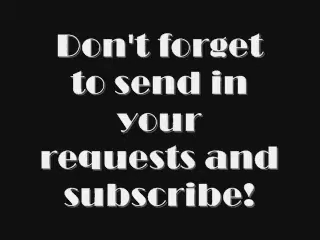 Don't forget
to send in
your
requests and
subscribe!